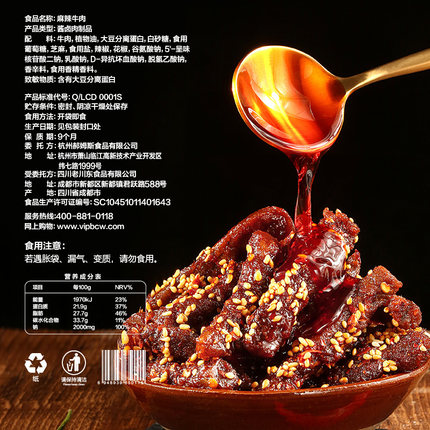 食品名称：麻辣牛肉
产品类型：酱卤肉制品
配　　料：牛肉，植物油，大豆分离蛋白，白砂糖，食用
葡萄糖，芝麻，食用盐，辣椒，花椒，谷氨酸钠，5'-呈味
核苷酸二钠，乳酸钠，D-异抗坏血酸钠，脱氢乙酸钠，
香辛料，食用香精香料。
致敏物质：含有大豆分离蛋白
产品标准代号：Q/LCD 0001S
贮存条件：密封、阴凉干燥处保存
食用方法：开袋即食
生产日期：见包装封口处
保 质 期：9个月
委 托 方：杭州郝姆斯食品有限公司
地　　址：杭州市萧山临江高新技术产业开发区
纬七路1999号
受委托方：四川老川东食品有限公司
地　　址：成都市新都区新都镇君跃路588号
产　　地：四川省成都市
食品生产许可证编号：SC10451011401643
服务热线：400-881-0118
网上购物：www.vipbcw.com
食用注意：
若遇胀袋、漏气、变质，请勿食用。
营养成分表
项目 每100g NRV%
能量 1970kJ 23%
蛋白质 21.9g 37%
脂肪 27.7g 46%
碳水化合物 33.7g 11%
钠 2000mg 100%
纸
请保持清洁